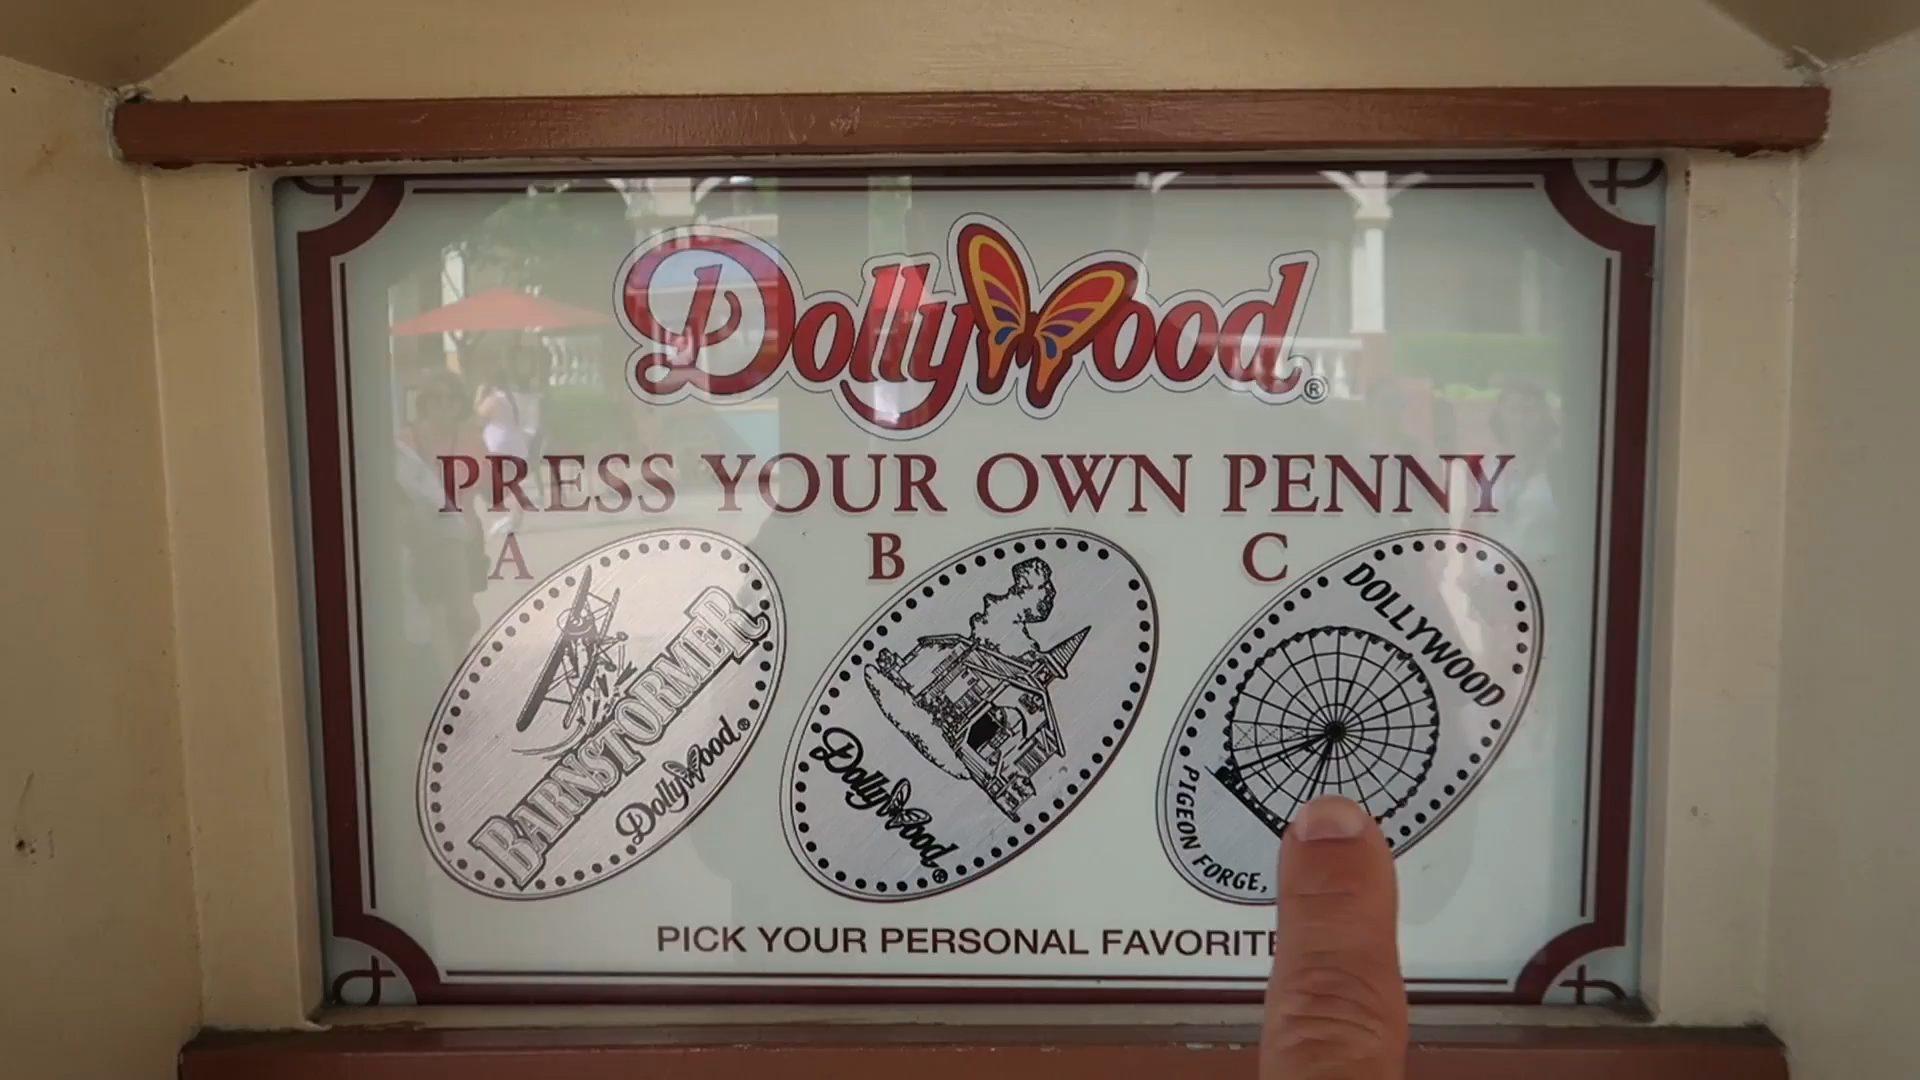 Dollywood®
PRESS YOUR OWN PENNY
A
B
C
BARNSTORMER
Dollywood®
Dollywood®
DOLLYWOOD
PIGEON FORGE,
PICK YOUR PERSONAL FAVORITE